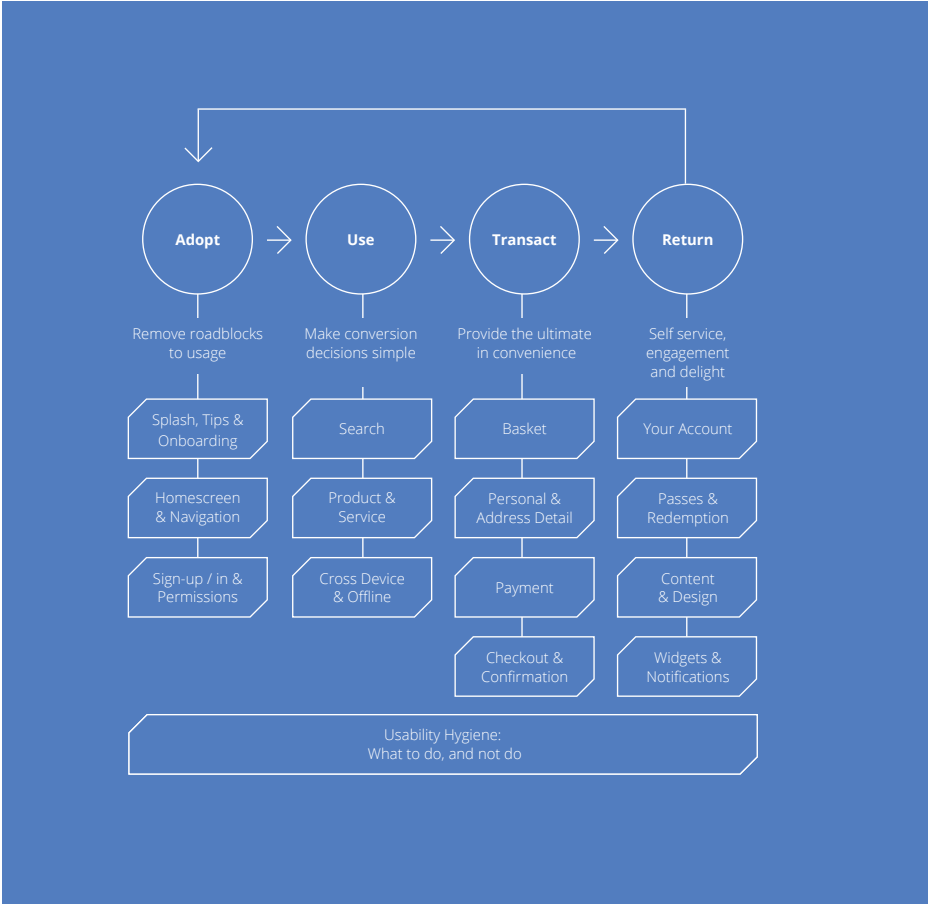 Adopt
Use
Transact
Return
Remove roadblocks
to usage
Make conversion
decisions simple
Provide the ultimate
in convenience
Self service,
engagement
and delight
Splash, Tips &
Onboarding
Search
Basket
Your Account
Homescreen
& Navigation
Product &
Service
Personal &
Address Detail
Passes &
Redemption
Sign-up / in &
Permissions
Cross Device
& Offline
Payment
Content
& Design
Checkout &
Confirmation
Widgets &
Notifications
Usability Hygiene:
What to do, and not do